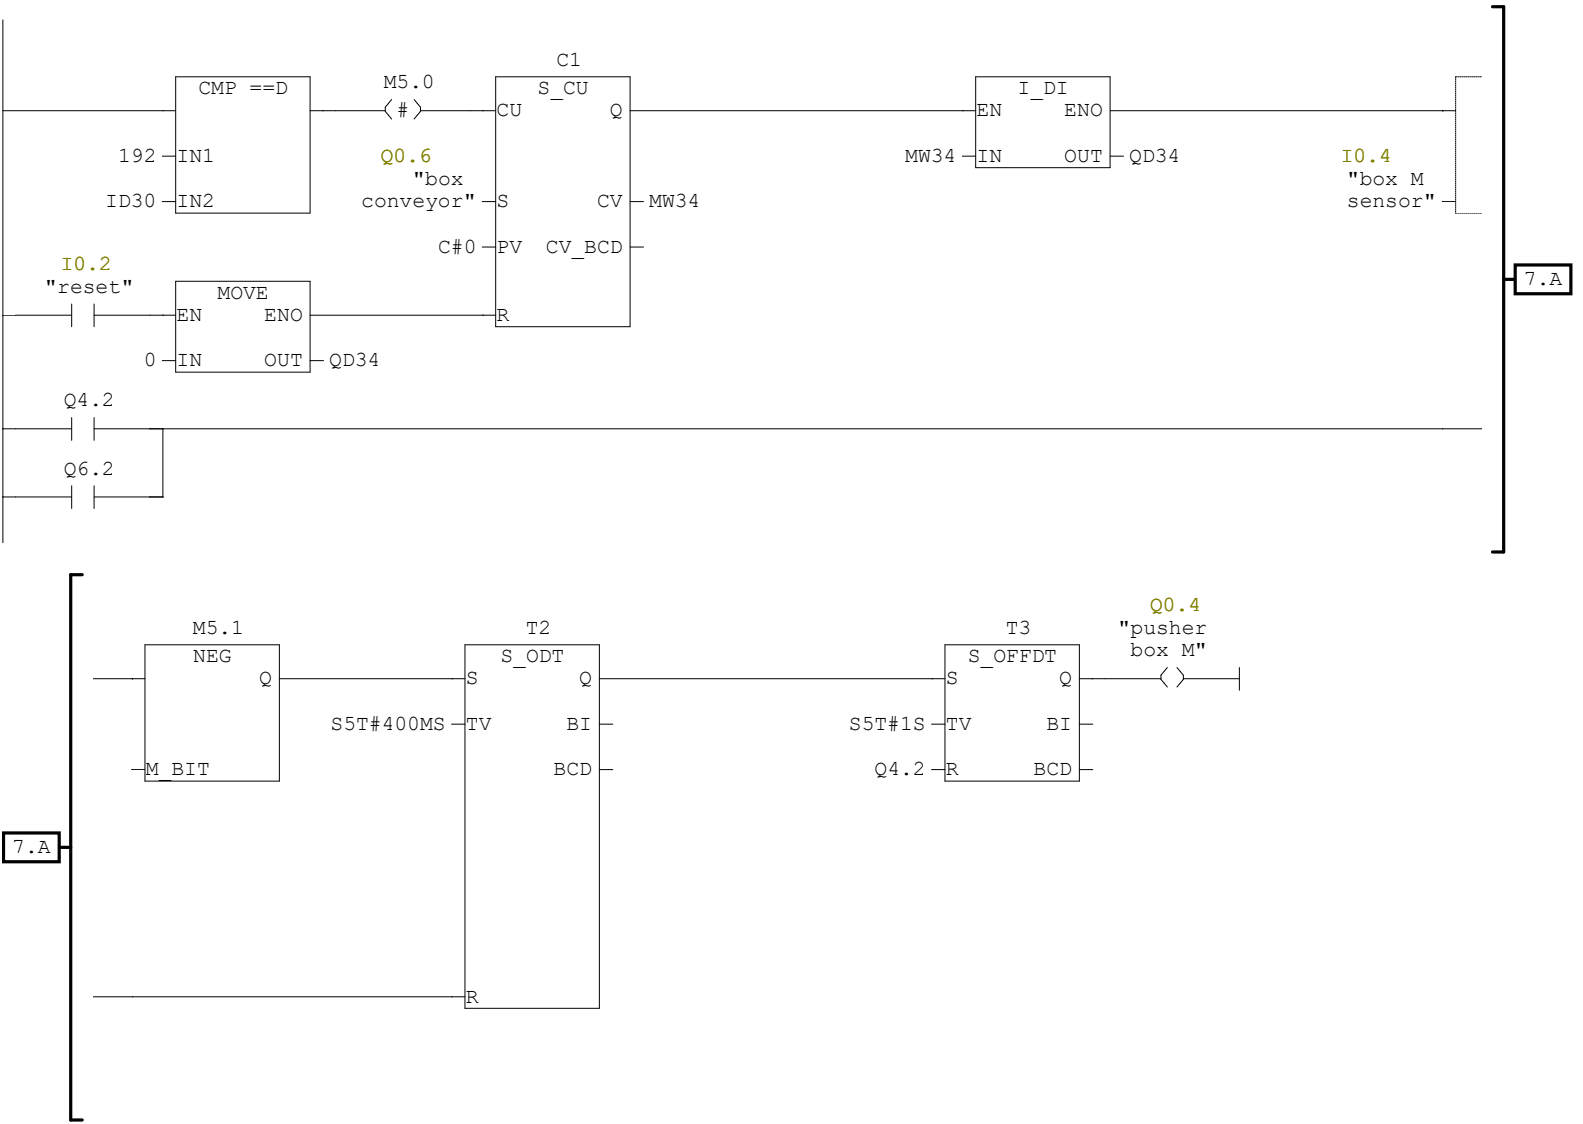 C1
CMP ==D
M5.0
S_CU
I_DI
(#)
CU
Q
EN
ENO
192
IN1
Q0.6
"box
conveyor"
MW34
IN
OUT
QD34
I0.4
"box M
sensor"
ID30
IN2
S
CV
MW34
C#0
PV
CV_BCD
I0.2
"reset"
7.A
MOVE
EN
ENO
R
0
IN
OUT
QD34
Q4.2
Q6.2
Q0.4
"pusher
box M"
M5.1
T2
T3
NEG
S_ODT
S_OFFDT
Q
S
Q
S
Q
S5T#400MS
TV
BI
S5T#1S
TV
BI
M_BIT
BCD
Q4.2
R
BCD
7.A
R